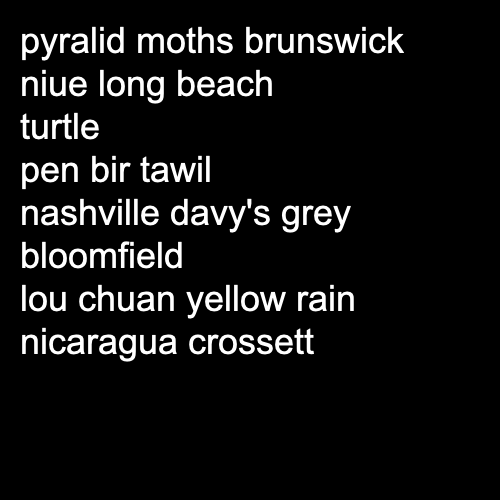 pyralid moths brunswick
niue long beach
turtle
pen bir tawil
nashville davy's grey
bloomfield
lou chuan yellow rain
nicaragua crossett